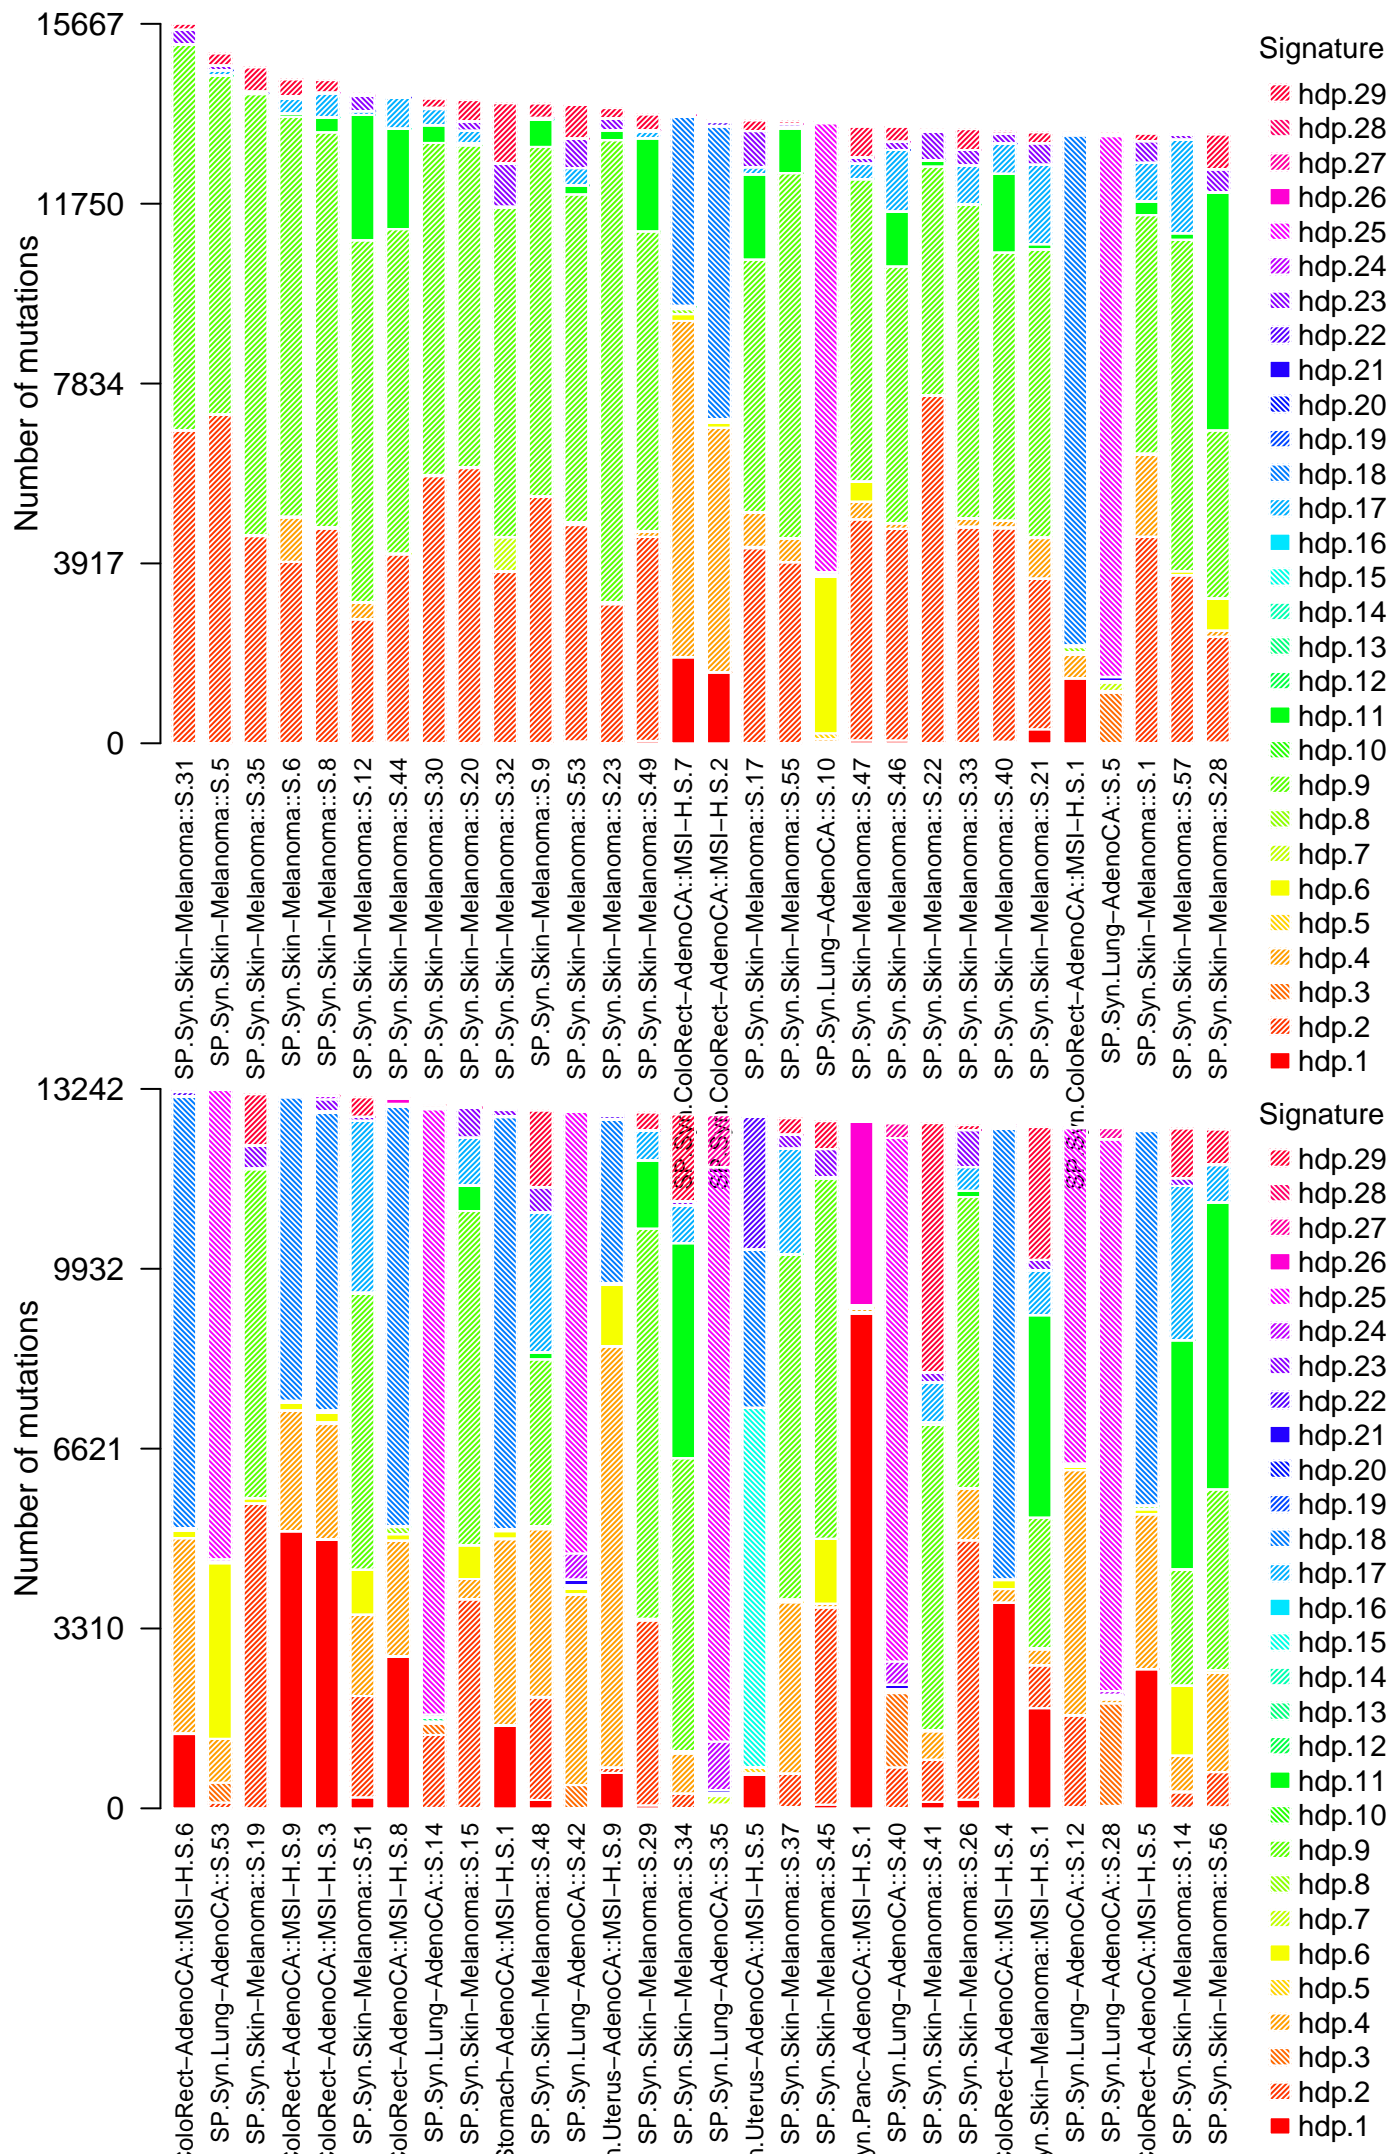 15667
11750
7834
3917
0
Number of mutations
SP.Syn.Skin−Melanoma::S.31
SP.Syn.Skin−Melanoma::S.5
SP.Syn.Skin−Melanoma::S.35
SP.Syn.Skin−Melanoma::S.6
SP.Syn.Skin−Melanoma::S.8
SP.Syn.Skin−Melanoma::S.12
SP.Syn.Skin−Melanoma::S.44
SP.Syn.Skin−Melanoma::S.30
SP.Syn.Skin−Melanoma::S.20
SP.Syn.Skin−Melanoma::S.32
SP.Syn.Skin−Melanoma::S.9
SP.Syn.Skin−Melanoma::S.53
SP.Syn.Skin−Melanoma::S.23
SP.Syn.Skin−Melanoma::S.49
SP.Syn.ColoRect−AdenoCA::MSI−H.S.7
SP.Syn.ColoRect−AdenoCA::MSI−H.S.2
SP.Syn.Skin−Melanoma::S.17
SP.Syn.Skin−Melanoma::S.55
SP.Syn.Lung−AdenoCA::S.10
SP.Syn.Skin−Melanoma::S.47
SP.Syn.Skin−Melanoma::S.46
SP.Syn.Skin−Melanoma::S.22
SP.Syn.Skin−Melanoma::S.33
SP.Syn.Skin−Melanoma::S.40
SP.Syn.Skin−Melanoma::S.21
SP.Syn.ColoRect−AdenoCA::MSI−H.S.1
SP.Syn.Lung−AdenoCA::S.5
SP.Syn.Skin−Melanoma::S.1
SP.Syn.Skin−Melanoma::S.57
SP.Syn.Skin−Melanoma::S.28
Signature
hdp.29
hdp.28
hdp.27
hdp.26
hdp.25
hdp.24
hdp.23
hdp.22
hdp.21
hdp.20
hdp.19
hdp.18
hdp.17
hdp.16
hdp.15
hdp.14
hdp.13
hdp.12
hdp.11
hdp.10
hdp.9
hdp.8
hdp.7
hdp.6
hdp.5
hdp.4
hdp.3
hdp.2
hdp.1
13242
9932
6621
3310
0
Number of mutations
oloRect−AdenoCA::MSI−H.S.6
SP.Syn.Lung−AdenoCA::S.53
SP.Syn.Skin−Melanoma::S.19
oloRect−AdenoCA::MSI−H.S.9
oloRect−AdenoCA::MSI−H.S.3
SP.Syn.Skin−Melanoma::S.51
oloRect−AdenoCA::MSI−H.S.8
SP.Syn.Lung−AdenoCA::S.14
SP.Syn.Skin−Melanoma::S.15
Stomach−AdenoCA::MSI−H.S.1
SP.Syn.Skin−Melanoma::S.48
SP.Syn.Lung−AdenoCA::S.42
n.Uterus−AdenoCA::MSI−H.S.9
SP.Syn.Skin−Melanoma::S.29
SP.Syn.Skin−Melanoma::S.34
SP.Syn.Lung−AdenoCA::S.35
n.Uterus−AdenoCA::MSI−H.S.5
SP.Syn.Skin−Melanoma::S.37
SP.Syn.Skin−Melanoma::S.45
yn.Panc−AdenoCA::MSI−H.S.1
SP.Syn.Lung−AdenoCA::S.40
SP.Syn.Skin−Melanoma::S.41
SP.Syn.Skin−Melanoma::S.26
ColoRect−AdenoCA::MSI−H.S.4
yn.Skin−Melanoma::MSI−H.S.1
SP.Syn.Lung−AdenoCA::S.12
SP.Syn.Lung−AdenoCA::S.28
oloRect−AdenoCA::MSI−H.S.5
SP.Syn.Skin−Melanoma::S.14
SP.Syn.Skin−Melanoma::S.56
Signature
hdp.29
hdp.28
hdp.27
hdp.26
hdp.25
hdp.24
hdp.23
hdp.22
hdp.21
hdp.20
hdp.19
hdp.18
hdp.17
hdp.16
hdp.15
hdp.14
hdp.13
hdp.12
hdp.11
hdp.10
hdp.9
hdp.8
hdp.7
hdp.6
hdp.5
hdp.4
hdp.3
hdp.2
hdp.1